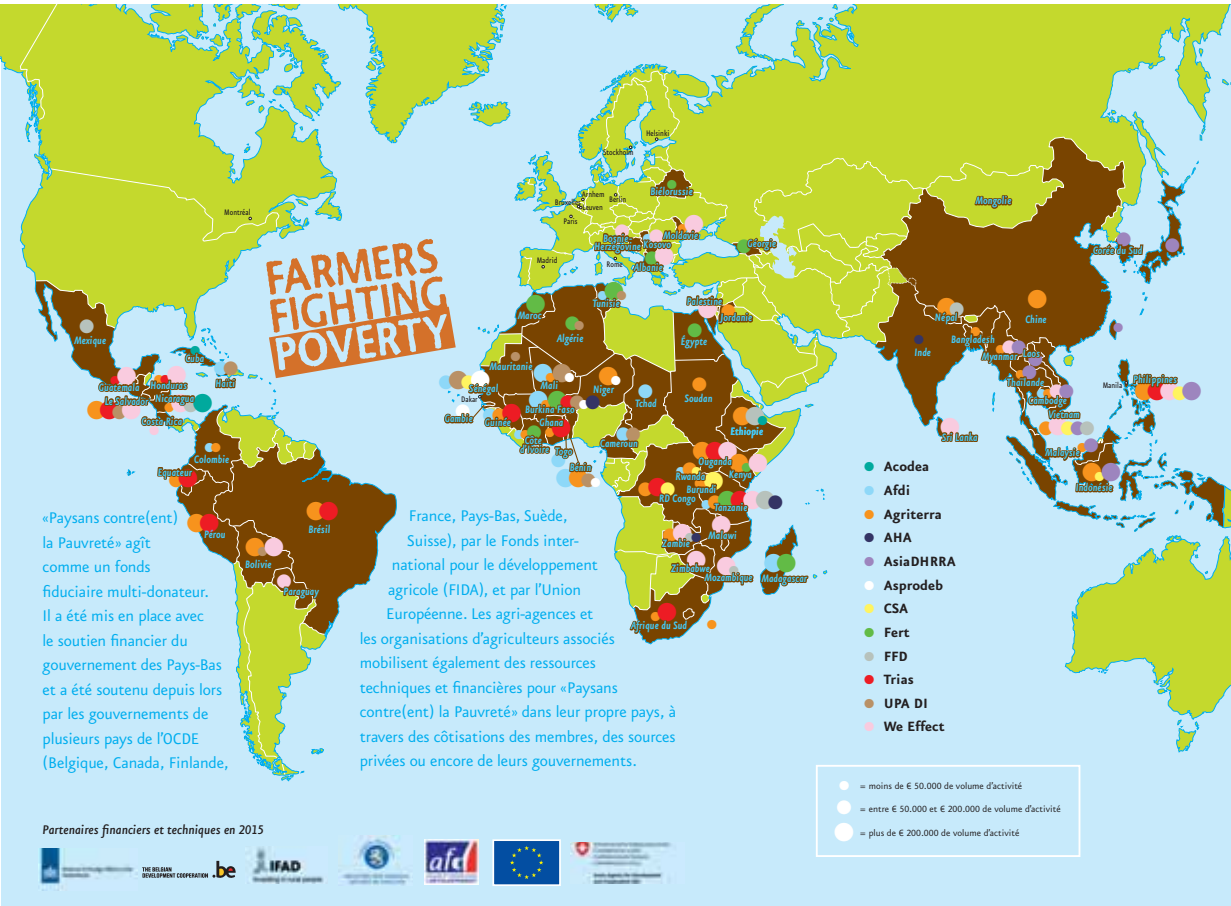 Helsinki
Stockholm
Biélorussie
Mongolie
Arnhem
Berlin
Leuven
Paris
Montréal
Bosnie-
Herzegovine
Kosovo
Moldavie
Géorgie
Corée du Sud
Madrid
Rome
Albanie
FARMERS
FIGHTING
POVERTY
Maroc
Tunisie
Palestine
Jordanie
Algérie
Égypte
Népal
Chine
Mexique
Cuba
Haïti
Mauritanie
Inde
Bangladesh
Myanmar
Laos
Guatemala
Honduras
Sénégal
Mali
Niger
Tchad
Soudan
Thaïlande
Manila
Philippines
Le Salvador
Nicaragua
Dakar
Gambie
Guinée
Burkina Faso
Cambodge
Costa Rica
Ghana
Ethiopie
Sri Lanka
Vietnam
Côte
d'Ivoire
Togo
Cameroun
Malaysie
Colombie
Bénin
Ouganda
Kenya
Equateur
Rwanda
Burundi
RD Congo
Indonésie
Tanzanie
Pérou
Brésil
Zambia
Malawi
Bolivie
Zimbabwe
Mozambique
Madagascar
Paraguay
Afrique du Sud
Acodea
Afdi
Agriterra
AHA
AsiaDHRRA
Asprodeb
CSA
Fert
FFD
Trias
UPA DI
We Effect
«Paysans contre(ent)
la Pauvreté» agît
comme un fonds
fiduciaire multi-donateur.
Il a été mis en place avec
le soutien financier du
gouvernement des Pays-Bas
et a été soutenu depuis lors
par les gouvernements de
plusieurs pays de l'OCDE
(Belgique, Canada, Finlande,
France, Pays-Bas, Suède,
Suisse), par le Fonds inter-
national pour le développement
agricole (FIDA), et par l'Union
Européenne. Les agri-agences et
les organisations d'agriculteurs associés
mobilisent également des ressources
techniques et financières pour «Paysans
contre(ent) la Pauvreté» dans leur propre pays, à
travers des côtisations des membres, des sources
privées ou encore de leurs gouvernements.
= moins de € 50.000 de volume d'activité
= entre € 50.000 et € 200.000 de volume d'activité
= plus de € 200.000 de volume d'activité
Partenaires financiers et techniques en 2015
THE BELGIAN
DEVELOPMENT COOPERATION .be
IFAD
Investing in rural people
afd